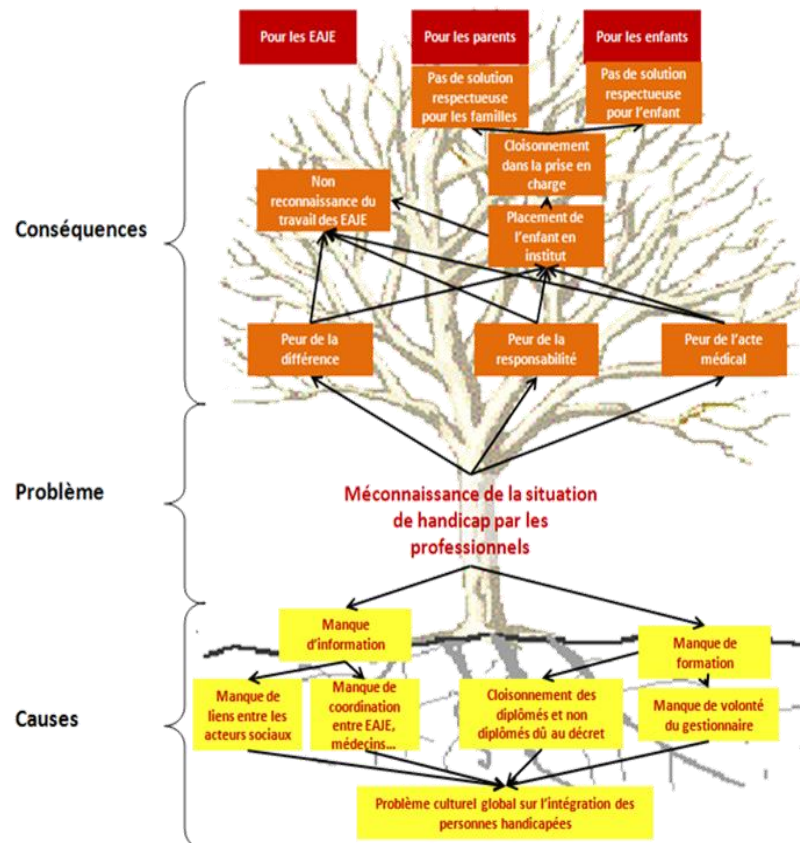 Pour les EAJE
Pour les parents
Pour les enfants
Pas de solution
respectueuse
pour les familles
Pas de solution
respectueuse
pour l'enfant
Cloisonnement
dans la prise en
charge
Non
reconnaissance du
travail des EAJE
Placement de
l'enfant en
institut
Conséquences
Peur de la
différence
Peur de la
responsabilité
Peur de l'acte
médical
Problème
Méconnaissance de la situation
de handicap par les
professionnels
Manque
d'information
Manque de
formation
Causes
Manque de
liens entre les
acteurs sociaux
Manque de
coordination
entre EAJE,
médecins...
Cloisonnement des
diplômés et non
diplômés dû au décret
Manque de volonté
du gestionnaire
Problème culturel global sur l'intégration des
personnes handicapées